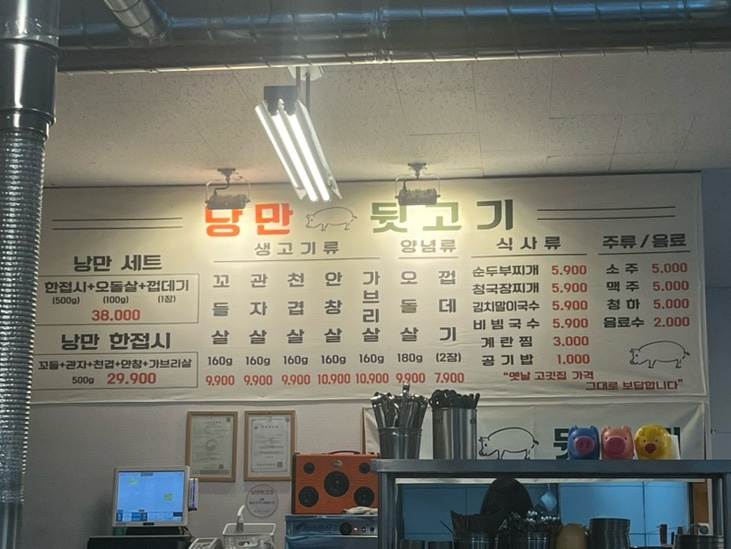 낭만 뒷고기
낭만 세트
한접시+오돌살+껍데기
(500g) (100g) (1장)
38.000
낭만 한접시
꼬들+관자+천겹+안창+가브리살
500g 29.900
생고기류
꼬들살 관자살 천겹살 안창살 가브리살
160g 160g 160g 160g 160g
9.900 9.900 9.900 10.900 10.900
양념류
오돌살 껍데기
180g (2장)
9.900 7.900
식사류
순두부찌개 5.900
청국장찌개 5.900
김치말이국수 5.900
비빔국수 5.900
계란찜 3.000
공기밥 1.000
주류/음료
소주 5.000
맥주 5.000
청하 5.000
음료수 2.000
"옛날 고깃집 가격
그대로 보답합니다"